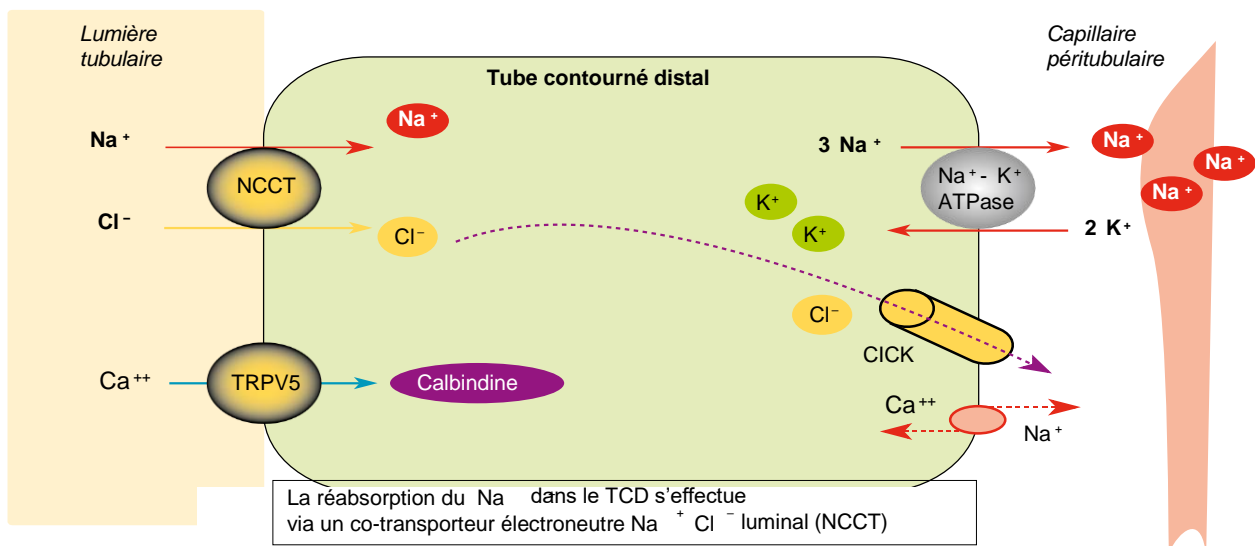 Lumière
tubulaire
Capillaire
péritubulaire
Tube contourné distal
Na⁺
Na⁺
3 Na⁺
Na⁺
Na⁺
Na⁺
NCCT
Na⁺- K⁺
ATPase
K⁺
Cl⁻
Cl⁻
K⁺
2 K⁺
Cl⁻
CICK
Ca⁺⁺
TRPV5
Calbindine
Ca⁺⁺
Na⁺
La réabsorption du Na dans le TCD s’effectue
via un co-transporteur électroneutre Na⁺ Cl⁻ luminal (NCCT)